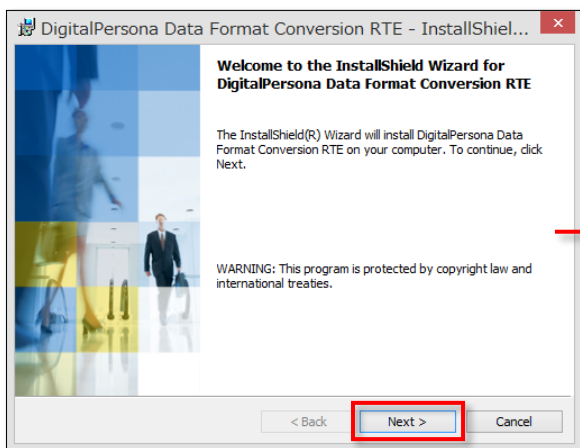 DigitalPersona Data Format Conversion RTE - InstallShiel...
Welcome to the InstallShield Wizard for
DigitalPersona Data Format Conversion RTE
The InstallShield(R) Wizard will install DigitalPersona Data
Format Conversion RTE on your computer. To continue, click
Next.
WARNING: This program is protected by copyright law and
international treaties.
< Back Next > Cancel